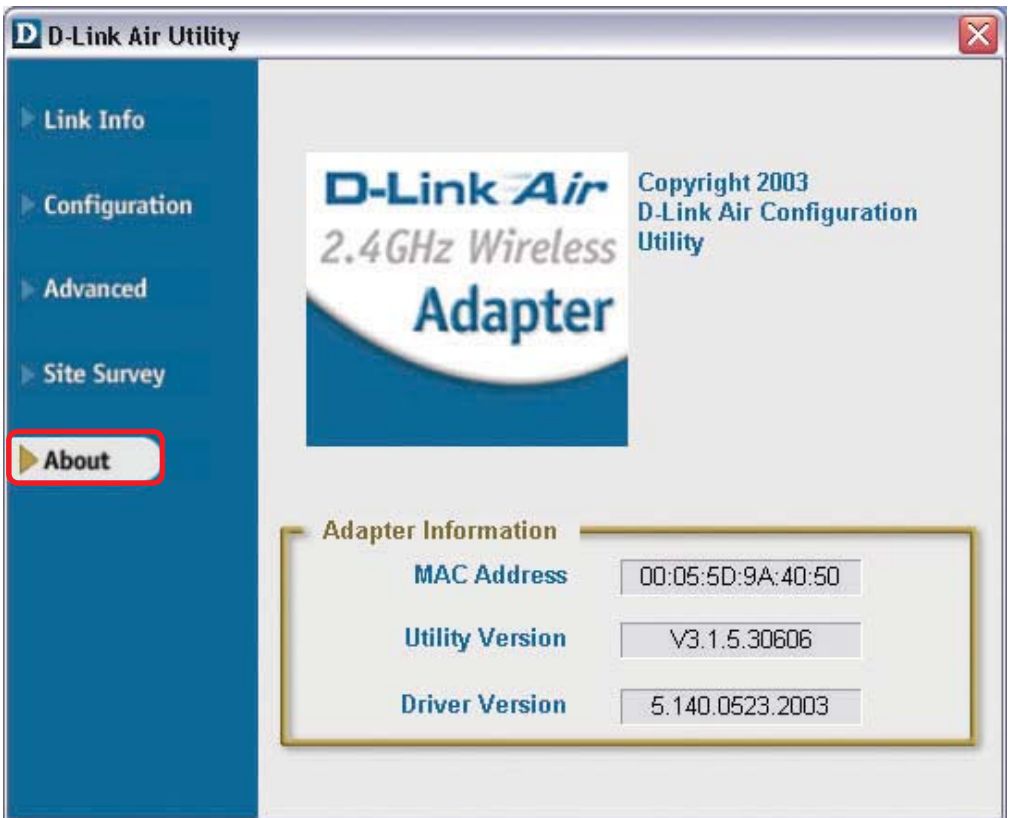 D D-Link Air Utility
Link Info
Configuration
Advanced
Site Survey
About
D-Link Air
2.4GHz Wireless
Adapter
Copyright 2003
D-Link Air Configuration
Utility
Adapter Information
MAC Address 00:05:5D:9A:40:50
Utility Version V3.1.5.30606
Driver Version 5.140.0523.2003